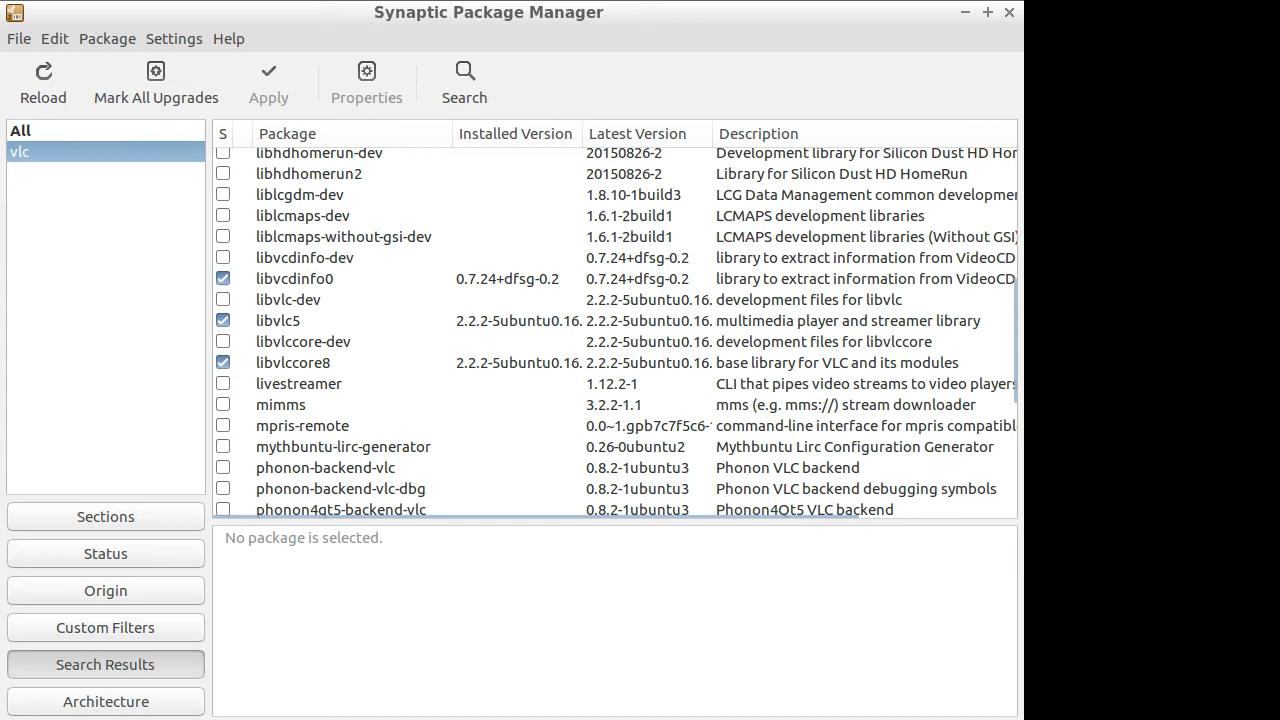 Synaptic Package Manager
File Edit Package Settings Help
Reload Mark All Upgrades Apply Properties Search
All
vlc
S Package Installed Version Latest Version Description
libhdhomerun-dev 20150826-2 Development library for Silicon Dust HD Hor
libhdhomerun2 20150826-2 Library for Silicon Dust HD HomeRun
liblcgdm-dev 1.8.10-1build3 LCG Data Management common developmer
liblcmaps-dev 1.6.1-2build1 LCMAPS development libraries
liblcmaps-without-gsi-dev 1.6.1-2build1 LCMAPS development libraries (Without GSI)
libvcdinfo-dev 0.7.24+dfsg-0.2 library to extract information from VideoCD
libvcdinfo0 0.7.24+dfsg-0.2 0.7.24+dfsg-0.2 library to extract information from VideoCD
libvlc-dev 2.2.2-5ubuntu0.16. development files for libvlc
libvlc5 2.2.2-5ubuntu0.16. 2.2.2-5ubuntu0.16. multimedia player and streamer library
libvlccore-dev 2.2.2-5ubuntu0.16. development files for libvlccore
libvlccore8 2.2.2-5ubuntu0.16. 2.2.2-5ubuntu0.16. base library for VLC and its modules
livestreamer 1.12.2-1 CLI that pipes video streams to video players
mimms 3.2.2-1.1 mms (e.g. mms://) stream downloader
mpris-remote 0.0~1.gpb7c7f5c6- command-line interface for mpris compatibl
mythbuntu-lirc-generator 0.26-0ubuntu2 Mythbuntu Lirc Configuration Generator
phonon-backend-vlc 0.8.2-1ubuntu3 Phonon VLC backend
phonon-backend-vlc-dbg 0.8.2-1ubuntu3 Phonon VLC backend debugging symbols
phonon4qt5-backend-vlc 0.8.2-1ubuntu3 Phonon4Qt5 VLC backend
Sections
Status
Origin
Custom Filters
Search Results
Architecture
No package is selected.